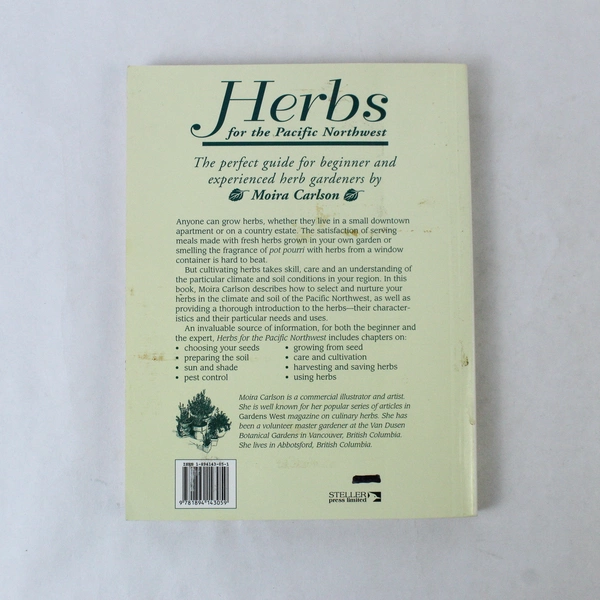 Herbs
for the Pacific Northwest
The perfect guide for beginner and
experienced herb gardeners by
Moira Carlson
Anyone can grow herbs, whether they live in a small downtown
apartment or on a country estate. The satisfaction of serving
meals made with fresh herbs grown in your own garden or
smelling the fragrance of pot pourri with herbs from a window
container is hard to beat.
But cultivating herbs takes skill, care and an understanding of
the particular climate and soil conditions in your region. In this
book, Moira Carlson describes how to select and nurture your
herbs in the climate and soil of the Pacific Northwest, as well as
providing a thorough introduction to the herbs—their character-
istics and their particular needs and uses.
An invaluable source of information, for both the beginner and
the expert, Herbs for the Pacific Northwest includes chapters on:
• choosing your seeds
• preparing the soil
• sun and shade
• pest control
• growing from seed
• care and cultivation
• harvesting and saving herbs
• using herbs
Moira Carlson is a commercial illustrator and artist.
She is well known for her popular series of articles in
Gardens West magazine on culinary herbs. She has
been a volunteer master gardener at the Van Dusen
Botanical Gardens in Vancouver, British Columbia.
She lives in Abbotsford, British Columbia.
ISBN 1-894143-05-1
9 781894 143059
STELLER
press limited